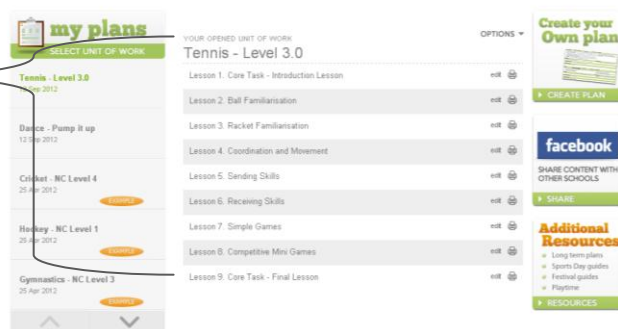 my plans
SELECT UNIT OF WORK
Tennis - Level 3.0
12 Sep 2012
Dance - Pump it up
12 Sep 2012
Cricket - NC Level 4
25 Apr 2012
EXAMPLE
Hockey - NC Level 1
25 Apr 2012
EXAMPLE
Gymnastics - NC Level 3
25 Apr 2012
EXAMPLE
YOUR OPENED UNIT OF WORK
OPTIONS
Tennis - Level 3.0
Lesson 1. Core Task - Introduction Lesson edit
Lesson 2. Ball Familiarisation edit
Lesson 3. Racket Familiarisation edit
Lesson 4. Coordination and Movement edit
Lesson 5. Sending Skills edit
Lesson 6. Receiving Skills edit
Lesson 7. Simple Games edit
Lesson 8. Competitive Mini Games edit
Lesson 9. Core Task - Final Lesson edit
Create your
Own plan
CREATE PLAN
facebook
SHARE CONTENT WITH
OTHER SCHOOLS
SHARE
Additional
Resources
Long term plans
Sports Day guides
Festival guides
Playtime
RESOURCES